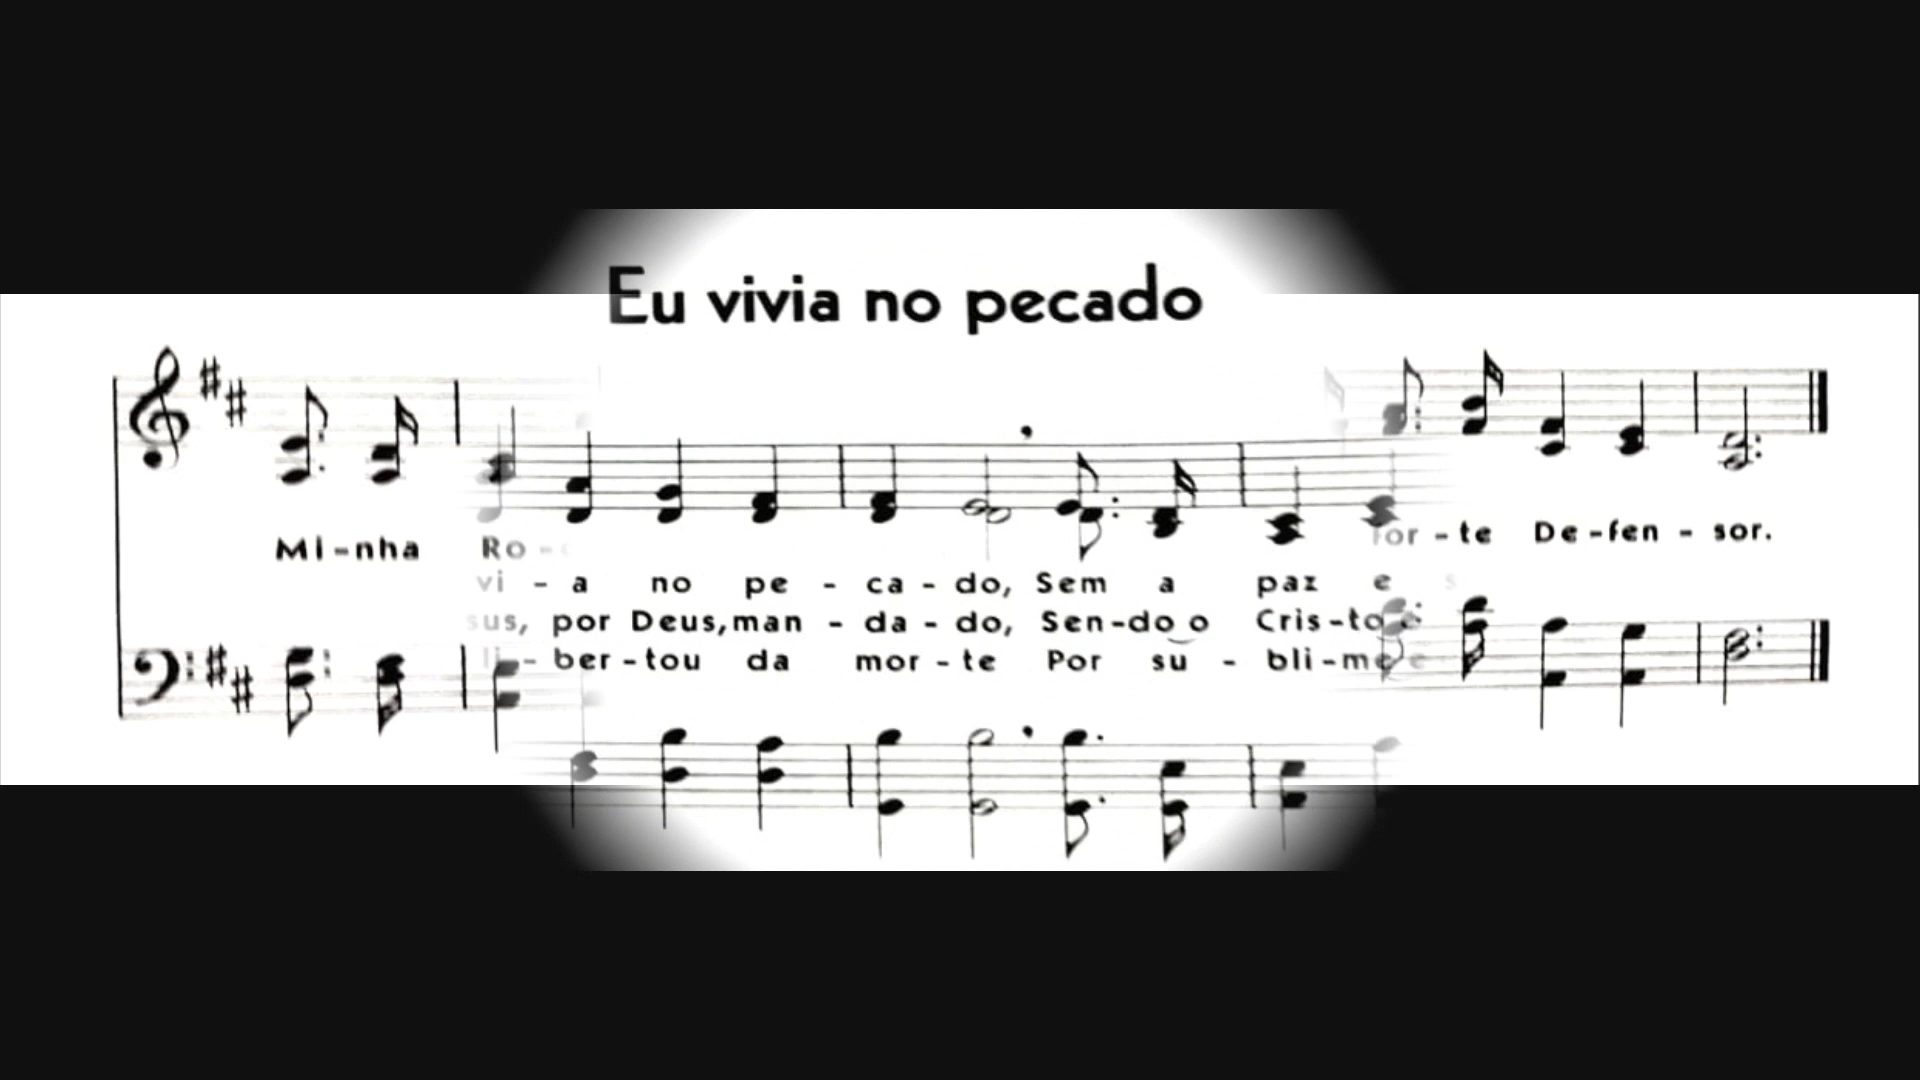 Eu vivia no pecado
Mi-nha Ro- for-te De-fen-sor.
vi-a no pe-ca-do, Sem a paz e
sus, por Deus, man-da-do, Sen-do o Cris-to
li-ber-tou da mor-te Por su-bli-me